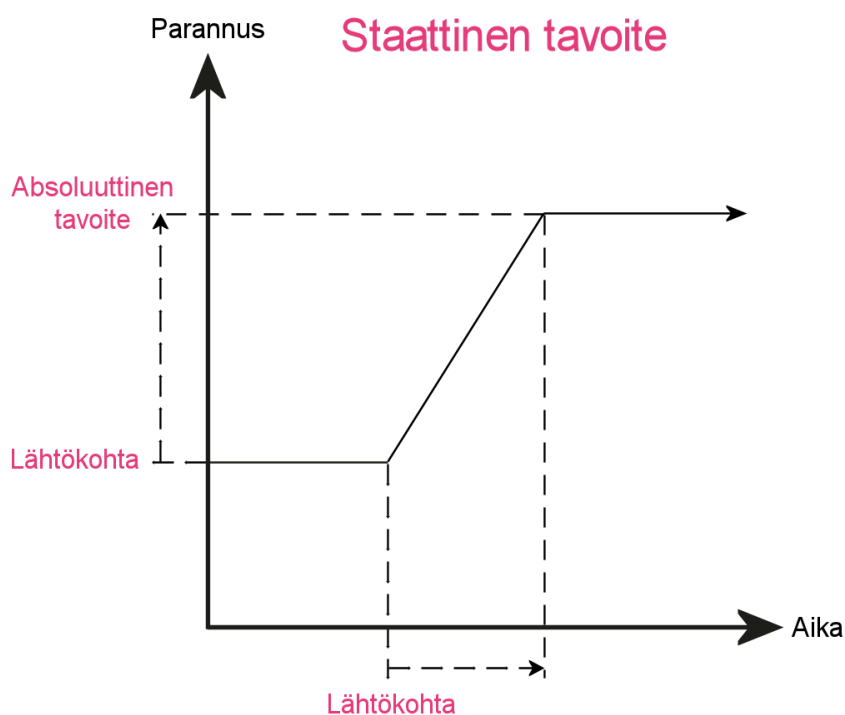 Staattinen tavoite
Parannus
Absoluuttinen
tavoite
Lähtökohta
Aika
Lähtökohta